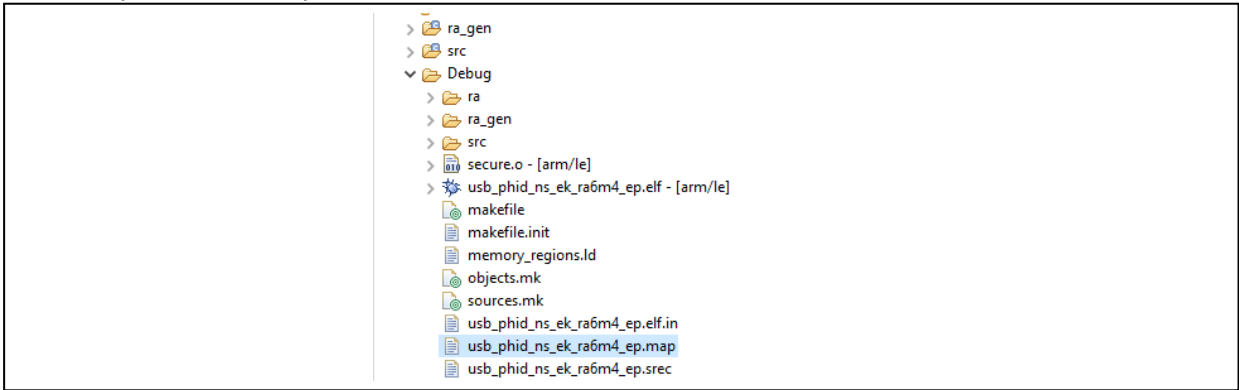 ra_gen
src
Debug
ra
ra_gen
src
secure.o - [arm/le]
usb_phid_ns_ek_ra6m4_ep.elf - [arm/le]
makefile
makefile.init
memory_regions.ld
objects.mk
sources.mk
usb_phid_ns_ek_ra6m4_ep.elf.in
usb_phid_ns_ek_ra6m4_ep.map
usb_phid_ns_ek_ra6m4_ep.srec